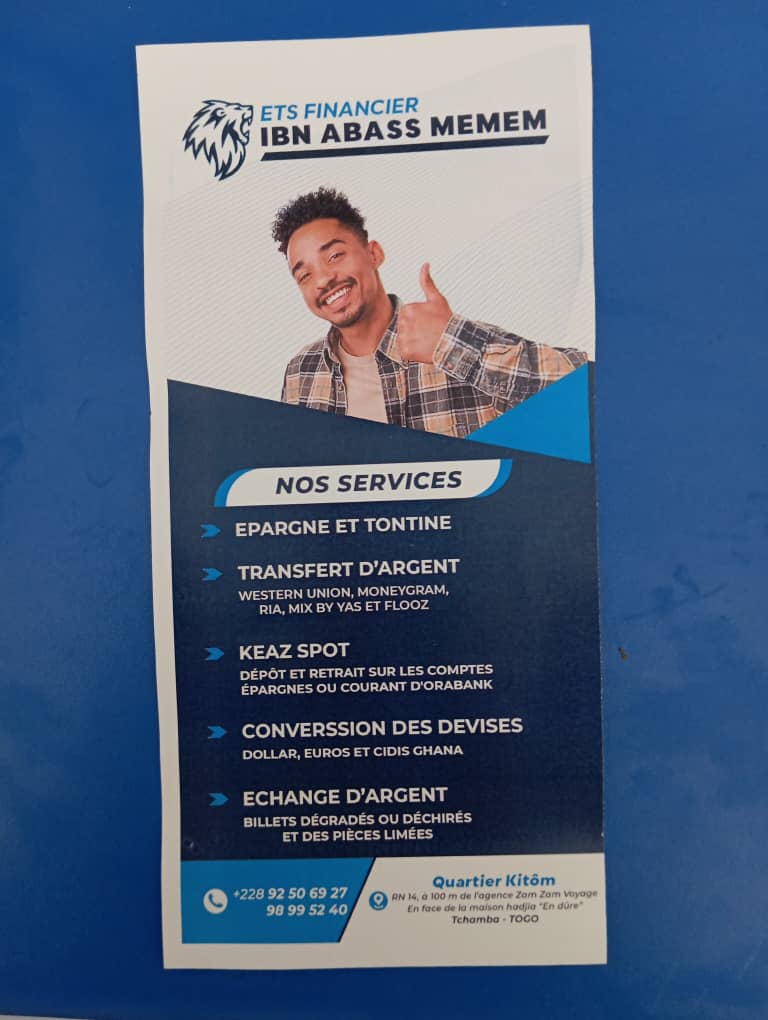 ETS FINANCIER
IBN ABASS MEMEM
NOS SERVICES
EPARGNE ET TONTINE
TRANSFERT D'ARGENT
WESTERN UNION, MONEYGRAM,
RIA, MIX BY YAS ET FLOOZ
KEAZ SPOT
DÉPÔT ET RETRAIT SUR LES COMPTES
ÉPARGNES OU COURANT D'ORABANK
CONVERSSION DES DEVISES
DOLLAR, EUROS ET CIDIS GHANA
ECHANGE D'ARGENT
BILLETS DÉGRADÉS OU DÉCHIRÉS
ET DES PIÈCES LIMÉES
+228 92 50 69 27
98 99 52 40
Quartier Kitôm
RN 14, à 100 m de l'agence Zam Zam Voyage
En face de la maison hadjia "En dûre"
Tchamba - TOGO